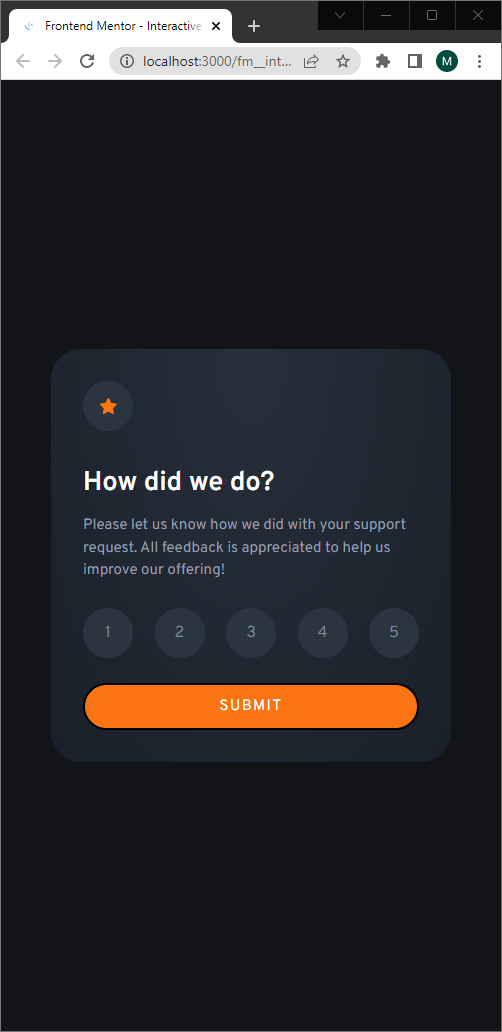 Frontend Mentor - Interactive
localhost:3000/fm__int...
M
How did we do?
Please let us know how we did with your support
request. All feedback is appreciated to help us
improve our offering!
1 2 3 4 5
SUBMIT